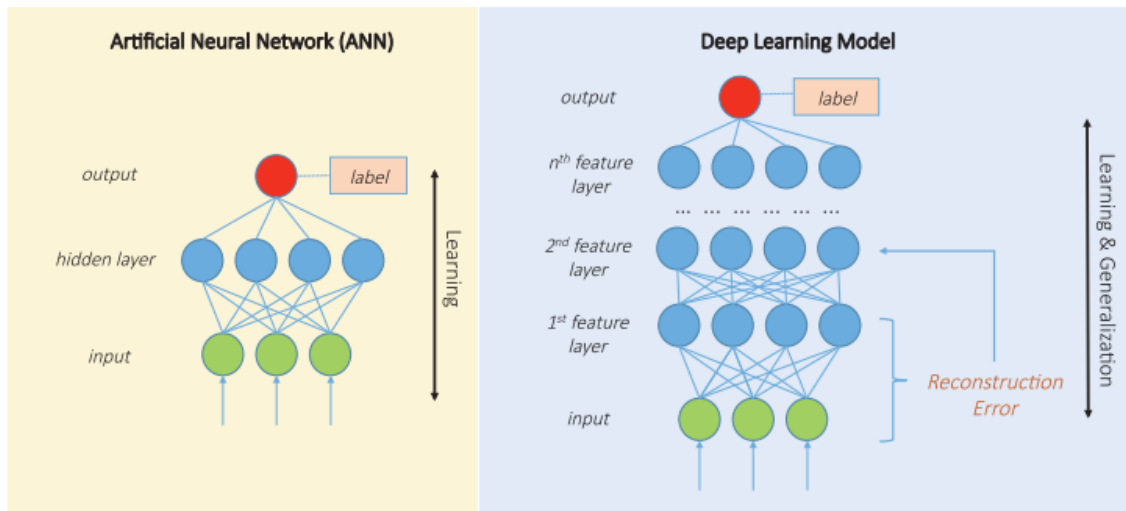 Artificial Neural Network (ANN)
output
label
hidden layer
input
Learning
Deep Learning Model
output
label
nth feature
layer
... ... ... ... ... ...
2nd feature
layer
1st feature
layer
input
Reconstruction
Error
Learning & Generalization